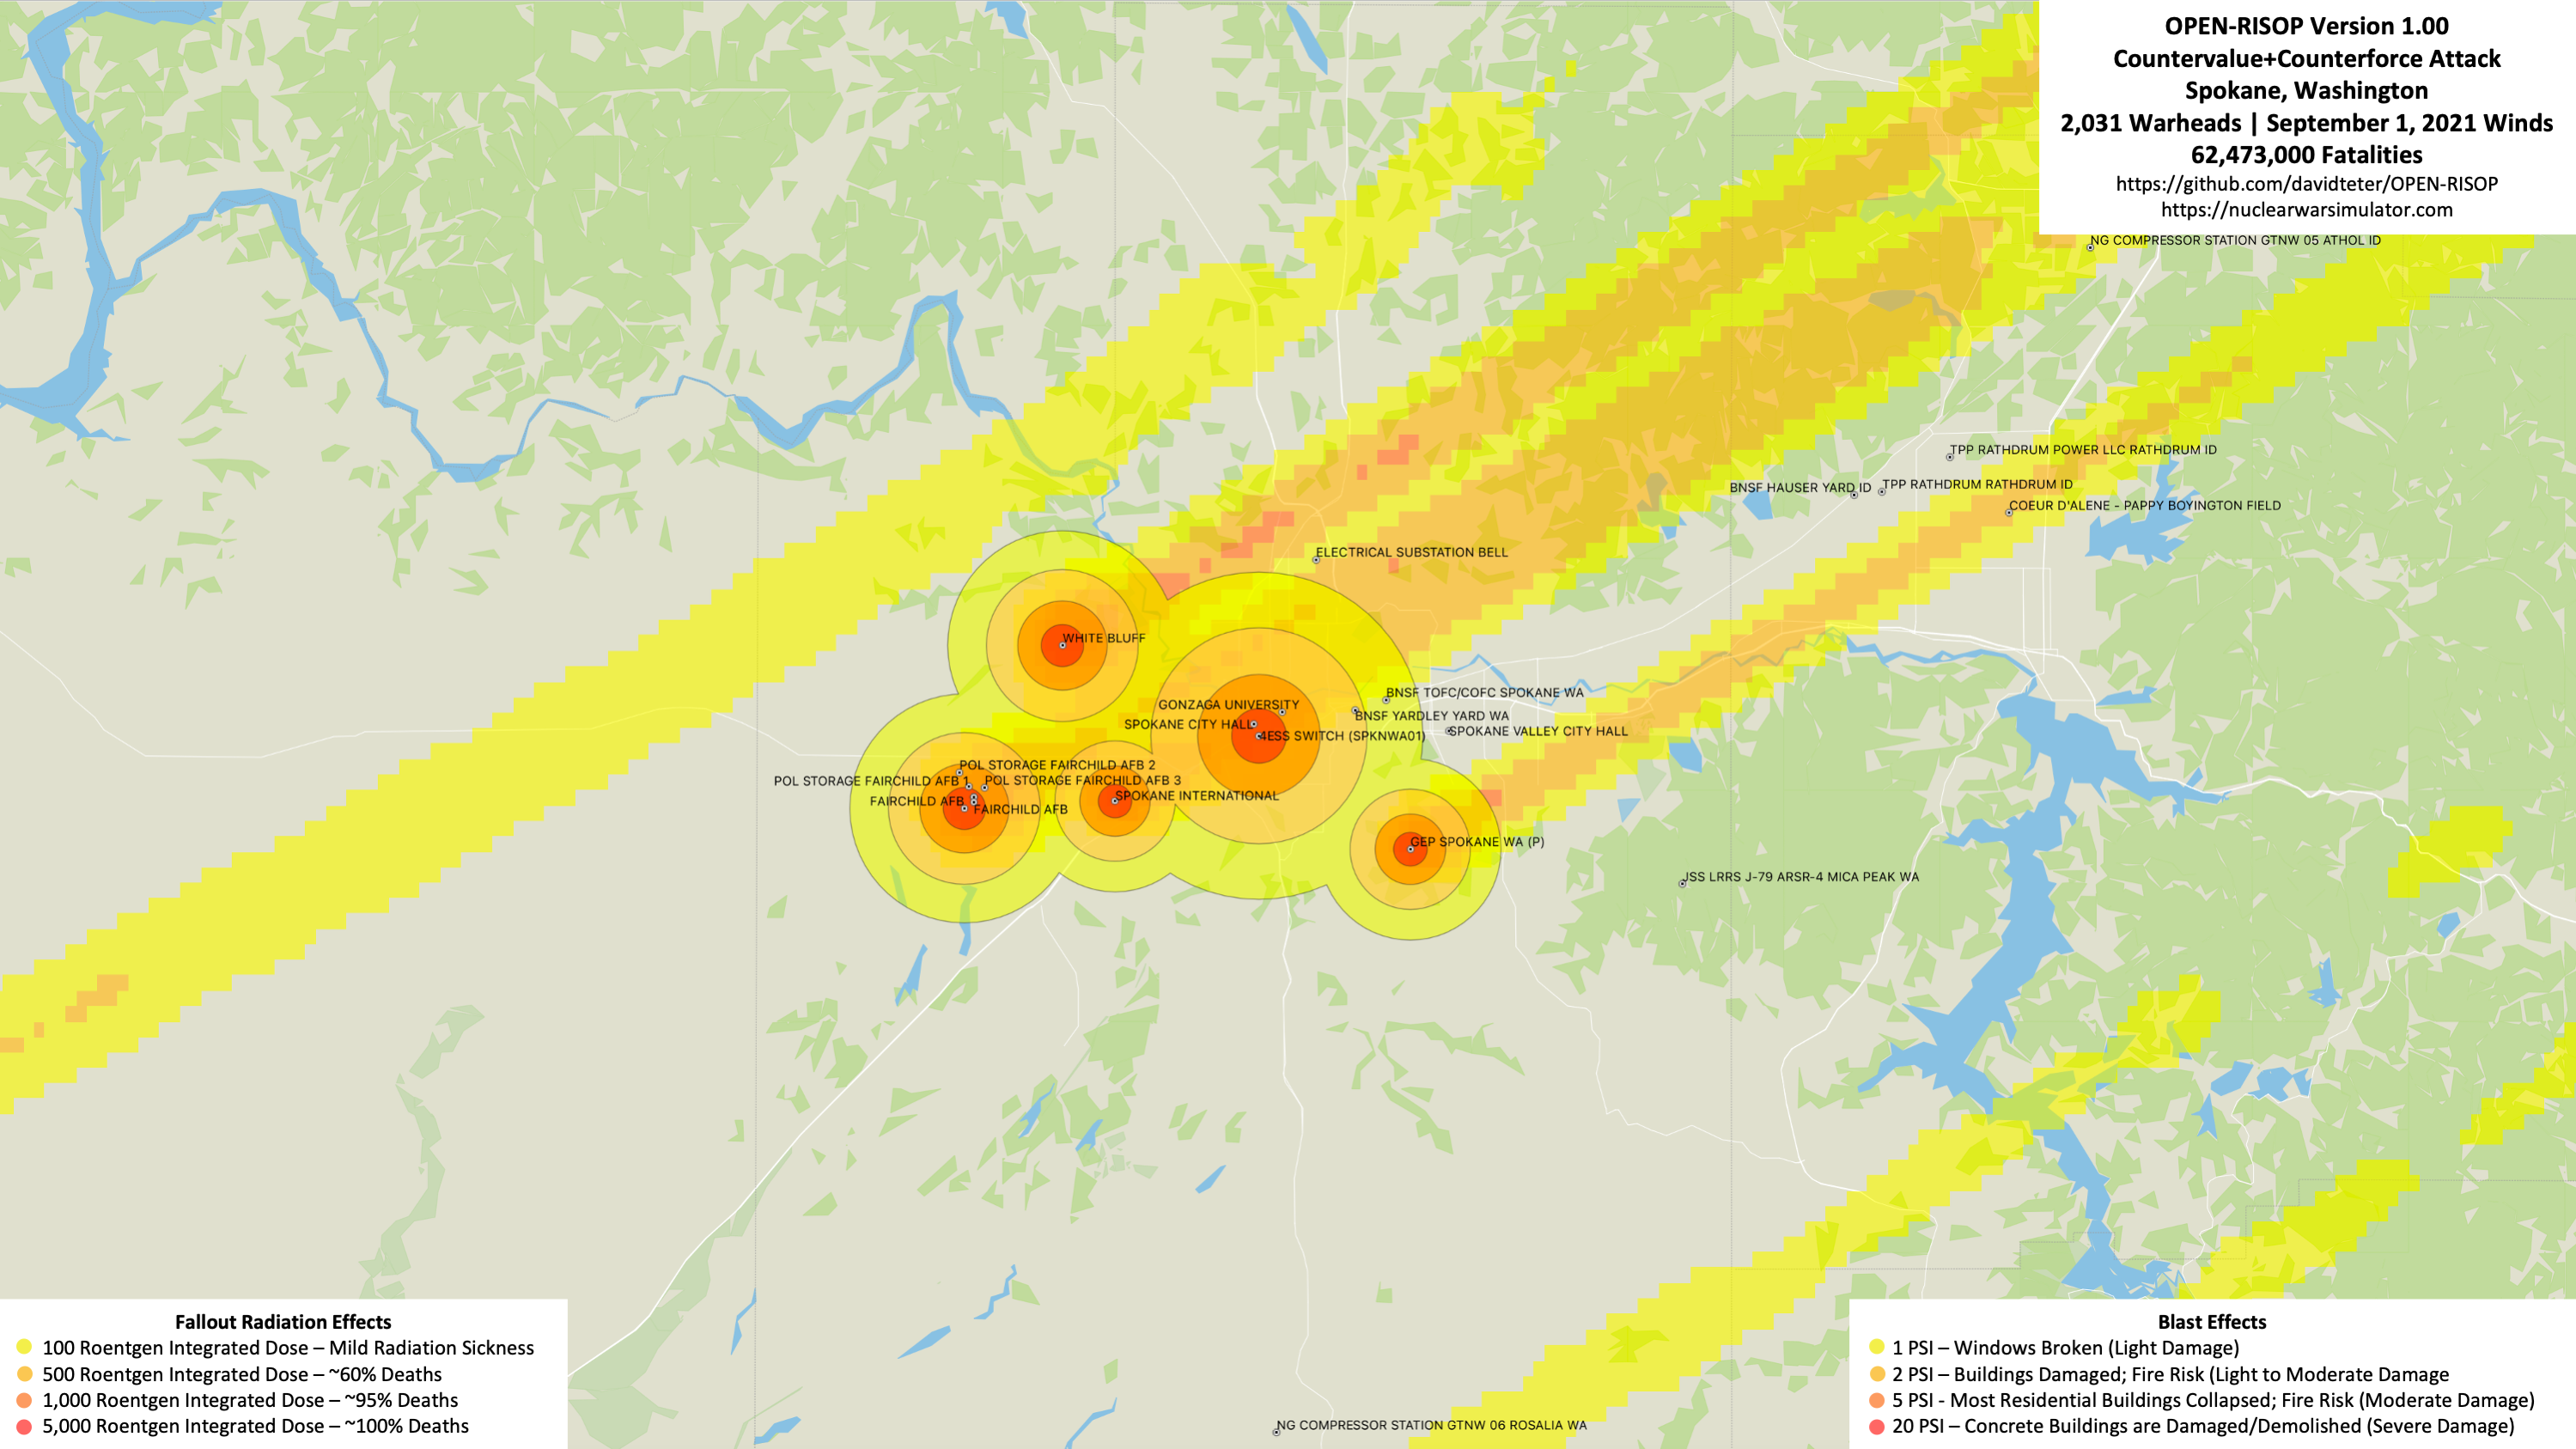 OPEN-RISOP Version 1.00
Countervalue+Counterforce Attack
Spokane, Washington
2,031 Warheads | September 1, 2021 Winds
62,473,000 Fatalities
https://github.com/davidteter/OPEN-RISOP
https://nuclearwarsimulator.com
NG COMPRESSOR STATION GTNW 05 ATHOL ID
TPP RATHDRUM POWER LLC RATHDRUM ID
BNSF HAUSER YARD ID
TPP RATHDRUM RATHDRUM ID
COEUR D'ALENE - PAPPY BOYINGTON FIELD
ELECTRICAL SUBSTATION BELL
WHITE BLUFF
BNSF TOFC/COFC SPOKANE WA
GONZAGA UNIVERSITY
BNSF YARDLEY YARD WA
SPOKANE CITY HALL
SPOKANE VALLEY CITY HALL
4ESS SWITCH (SPKNWA01)
POL STORAGE FAIRCHILD AFB 2
POL STORAGE FAIRCHILD AFB 1
POL STORAGE FAIRCHILD AFB 3
SPOKANE INTERNATIONAL
FAIRCHILD AFB
FAIRCHILD AFB
GEP SPOKANE WA (P)
JSS LRRS J-79 ARSR-4 MICA PEAK WA
NG COMPRESSOR STATION GTNW 06 ROSALIA WA
Fallout Radiation Effects
100 Roentgen Integrated Dose – Mild Radiation Sickness
500 Roentgen Integrated Dose – ~60% Deaths
1,000 Roentgen Integrated Dose – ~95% Deaths
5,000 Roentgen Integrated Dose – ~100% Deaths
Blast Effects
1 PSI – Windows Broken (Light Damage)
2 PSI – Buildings Damaged; Fire Risk (Light to Moderate Damage
5 PSI - Most Residential Buildings Collapsed; Fire Risk (Moderate Damage)
20 PSI – Concrete Buildings are Damaged/Demolished (Severe Damage)